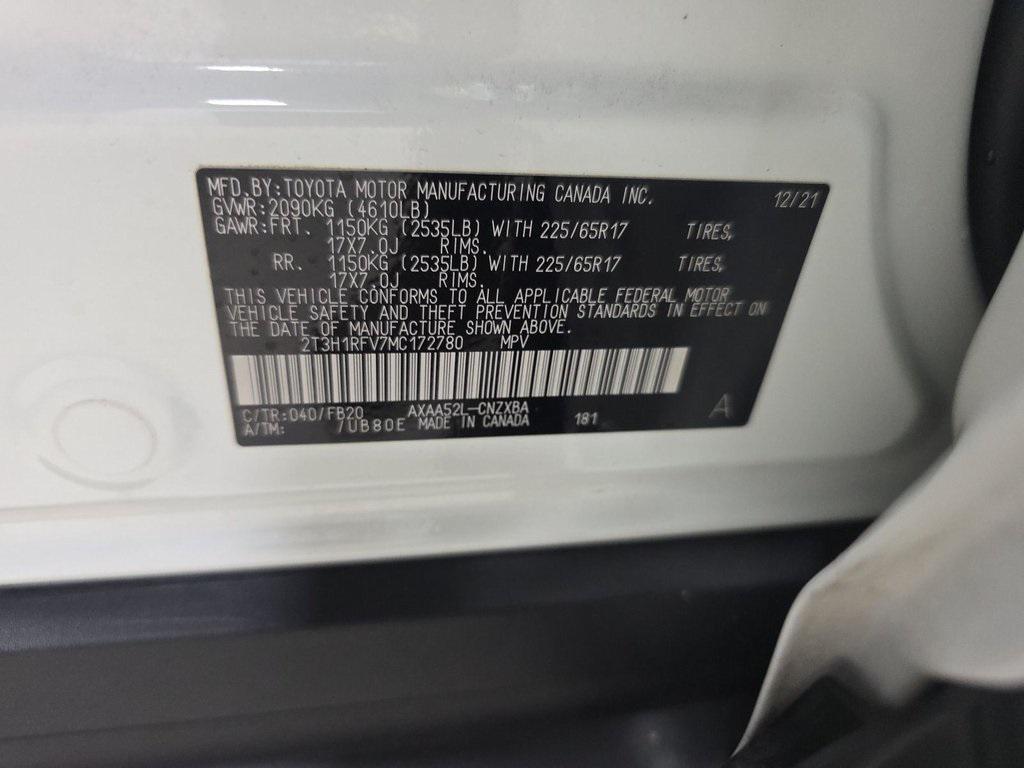 MFD.BY:TOYOTA MOTOR MANUFACTURING CANADA INC. 12/21
GVWR:2090KG (4610LB)
GAWR:FRT. 1150KG (2535LB) WITH 225/65R17 TIRES,
17X7.0J RIMS.
RR. 1150KG (2535LB) WITH 225/65R17 TIRES,
17X7.0J RIMS.
THIS VEHICLE CONFORMS TO ALL APPLICABLE FEDERAL MOTOR
VEHICLE SAFETY AND THEFT PREVENTION STANDARDS IN EFFECT ON
THE DATE OF MANUFACTURE SHOWN ABOVE.
2T3H1RFV7MC172780 MPV
C/TR:040/FB20 AXAA52L-CNZXBA A
A/TM: /UB80E MADE IN CANADA 181